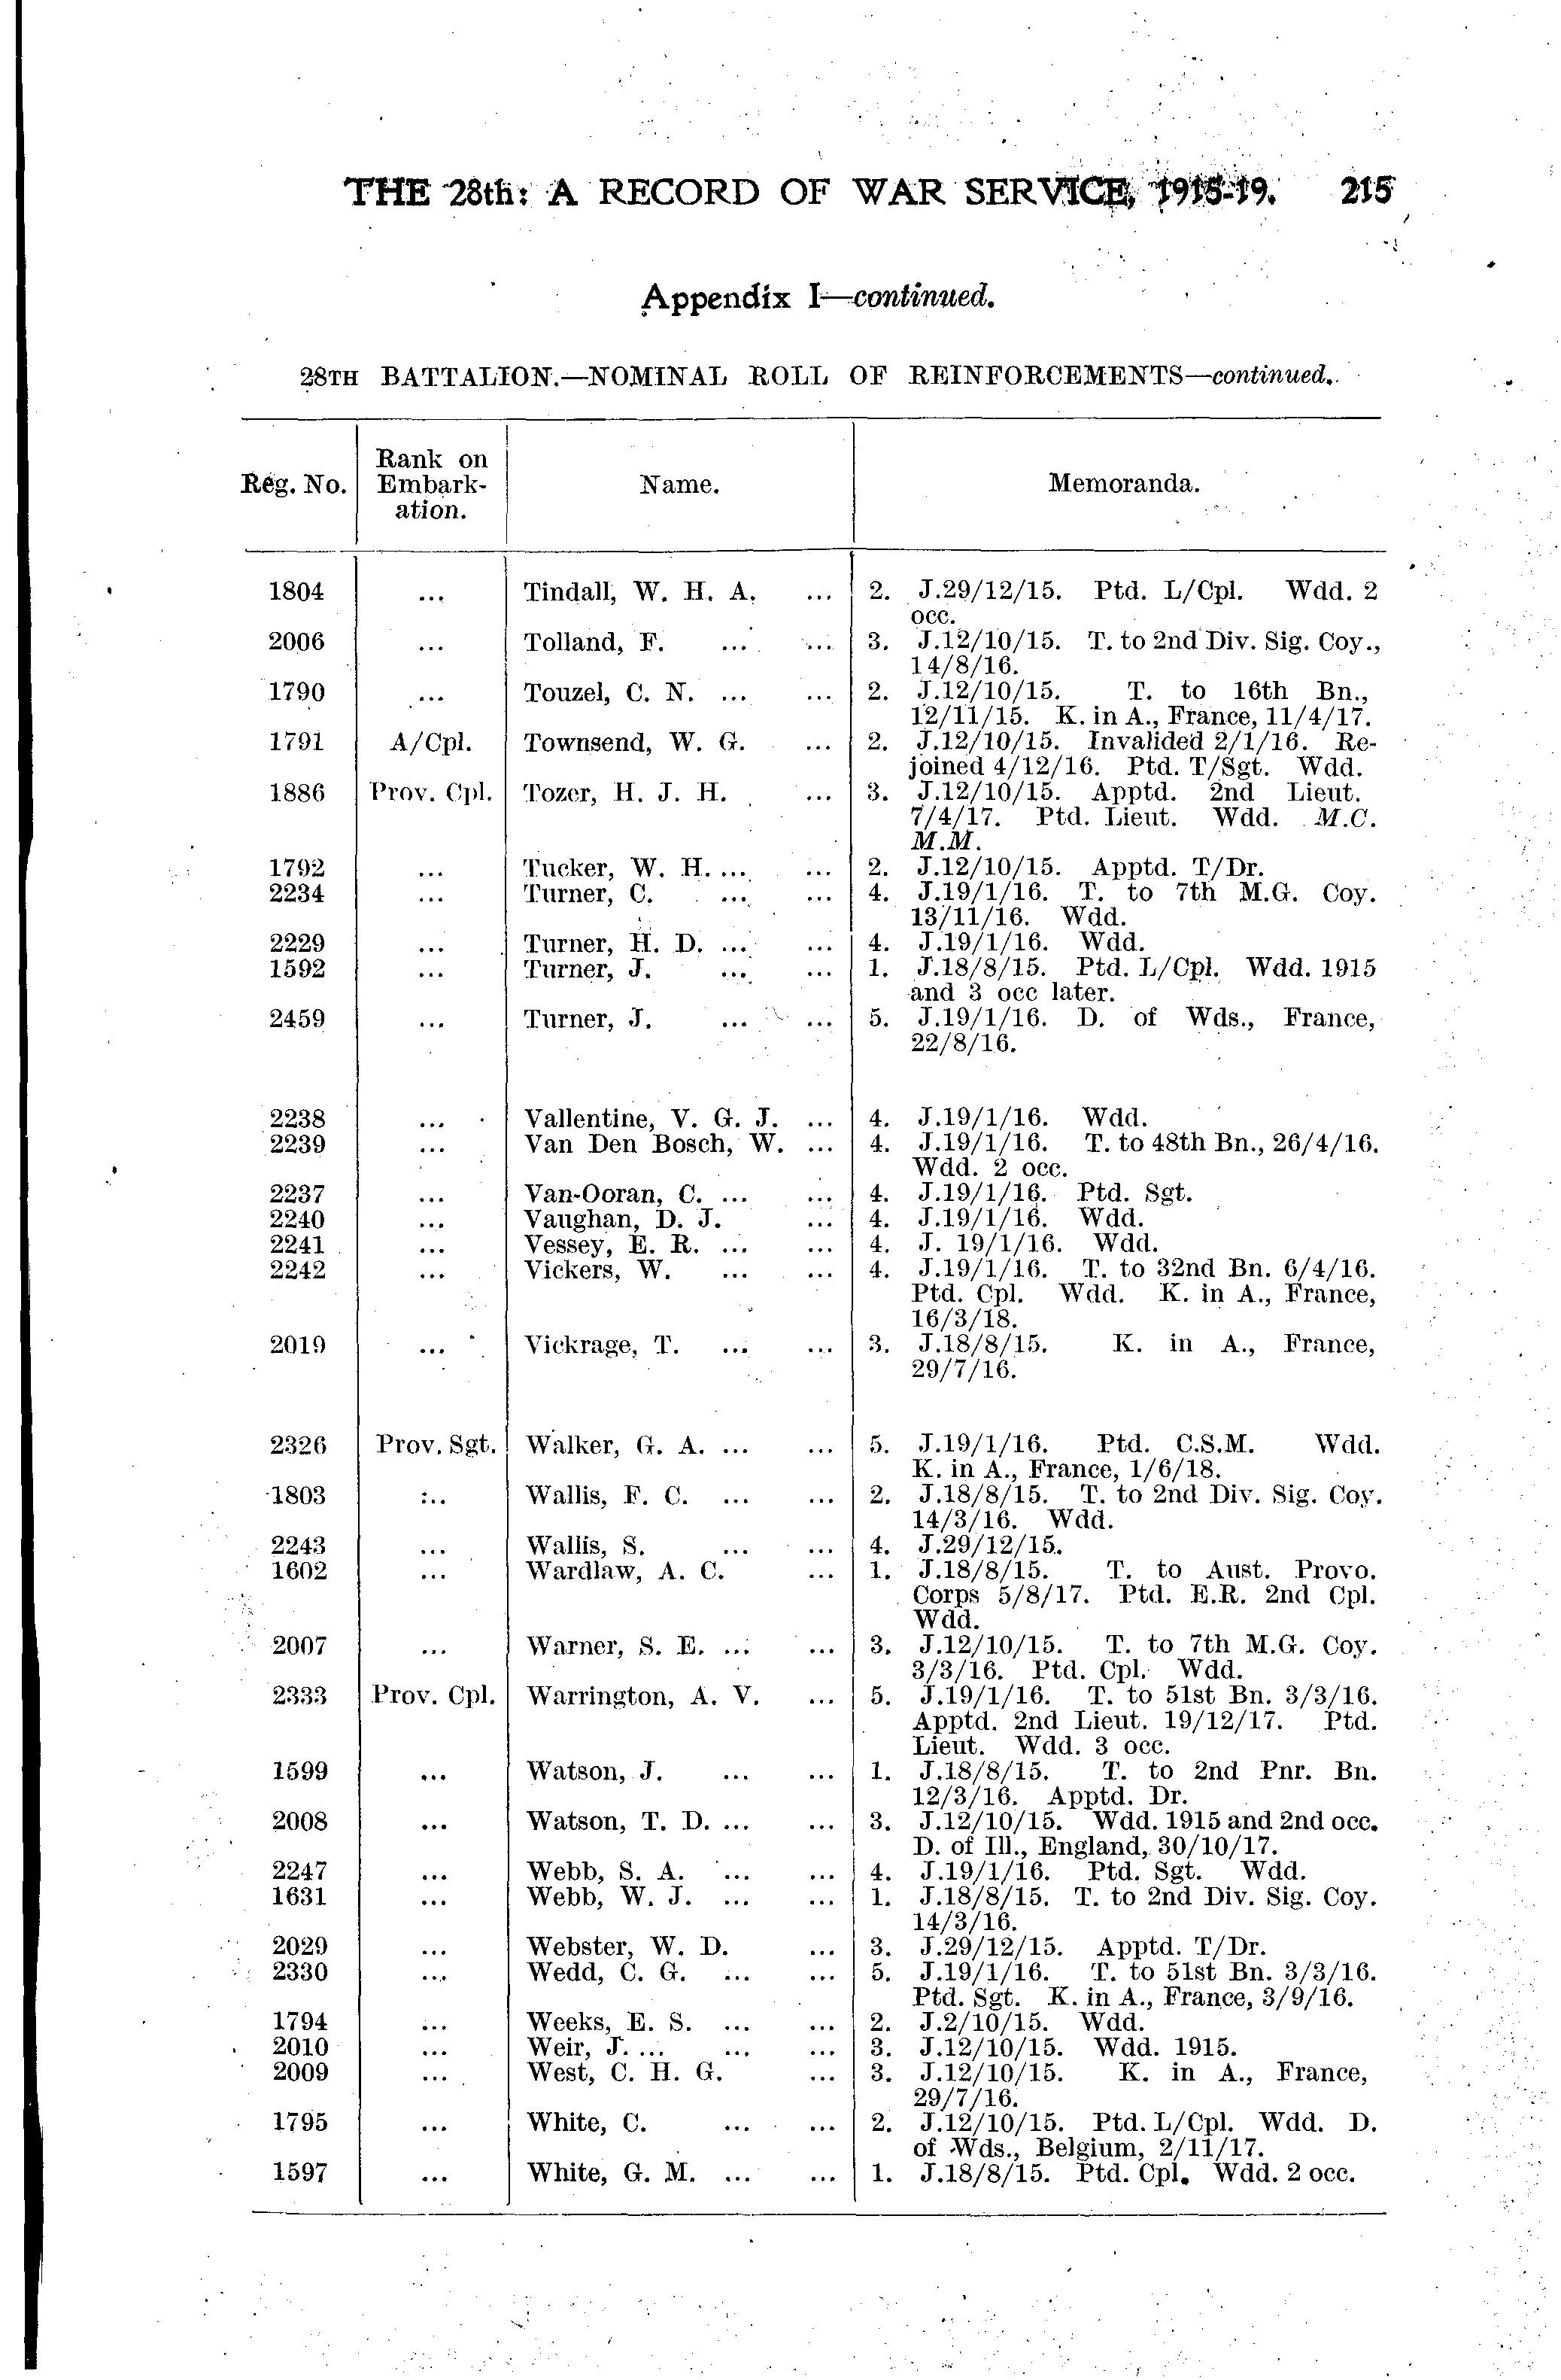 THE 28th: A RECORD OF WAR SERVICE, 1915-19. 215
Appendix I—continued.
28TH BATTALION.—NOMINAL ROLL OF REINFORCEMENTS—continued.
Reg. No. Rank on Embark- ation. Name. Memoranda.
1804 ... Tindall, W. H. A. ... 2. J.29/12/15. Ptd. L/Cpl. Wdd. 2
occ.
2006 ... Tolland, F. ... ... 3. J.12/10/15. T. to 2nd Div. Sig. Coy.,
14/8/16.
1790 ... Touzel, C. N. ... ... 2. J.12/10/15. T. to 16th Bn.,
12/11/15. K. in A., France, 11/4/17.
1791 A/Cpl. Townsend, W. G. ... 2. J.12/10/15. Invalided 2/1/16. Re-
joined 4/12/16. Ptd. T/Sgt. Wdd.
1886 Prov. Cpl. Tozer, H. J. H. ... 3. J.12/10/15. Apptd. 2nd Lieut.
7/4/17. Ptd. Lieut. Wdd. M.C.
M.M.
1792 ... Tucker, W. H. ... ... 2. J.12/10/15. Apptd. T/Dr.
2234 ... Turner, C. ... ... 4. J.19/1/16. T. to 7th M.G. Coy.
13/11/16. Wdd.
2229 ... Turner, H. D. ... ... 4. J.19/1/16. Wdd.
1592 ... Turner, J. ... ... 1. J.18/8/15. Ptd. L/Cpl. Wdd. 1915
and 3 occ later.
2459 ... Turner, J. ... ... 5. J.19/1/16. D. of Wds., France,
22/8/16.
2238 ... Vallentine, V. G. J. ... 4. J.19/1/16. Wdd.
2239 ... Van Den Bosch, W. ... 4. J.19/1/16. T. to 48th Bn., 26/4/16.
Wdd. 2 occ.
2237 ... Van-Ooran, C. ... ... 4. J.19/1/16. Ptd. Sgt.
2240 ... Vaughan, D. J. ... 4. J.19/1/16. Wdd.
2241 ... Vessey, E. R. ... ... 4. J. 19/1/16. Wdd.
2242 ... Vickers, W. ... ... 4. J.19/1/16. T. to 32nd Bn. 6/4/16.
Ptd. Cpl. Wdd. K. in A., France,
16/3/18.
2019 ... Vickrage, T. ... ... 3. J.18/8/15. K. in A., France,
29/7/16.
2326 Prov. Sgt. Walker, G. A. ... ... 5. J.19/1/16. Ptd. C.S.M. Wdd.
K. in A., France, 1/6/18.
1803 ... Wallis, F. C. ... ... 2. J.18/8/15. T. to 2nd Div. Sig. Coy.
14/3/16. Wdd.
2243 ... Wallis, S. ... ... 4. J.29/12/15.
1602 ... Wardlaw, A. C. ... 1. J.18/8/15. T. to Aust. Provo.
Corps 5/8/17. Ptd. E.R. 2nd Cpl.
Wdd.
2007 ... Warner, S. E. ... ... 3. J.12/10/15. T. to 7th M.G. Coy.
3/3/16. Ptd. Cpl. Wdd.
2333 Prov. Cpl. Warrington, A. V. ... 5. J.19/1/16. T. to 51st Bn. 3/3/16.
Apptd. 2nd Lieut. 19/12/17. Ptd.
Lieut. Wdd. 3 occ.
1599 ... Watson, J. ... ... 1. J.18/8/15. T. to 2nd Pnr. Bn.
12/3/16. Apptd. Dr.
2008 ... Watson, T. D. ... ... 3. J.12/10/15. Wdd. 1915 and 2nd occ.
D. of Ill., England, 30/10/17.
2247 ... Webb, S. A. ... ... 4. J.19/1/16. Ptd. Sgt. Wdd.
1631 ... Webb, W. J. ... ... 1. J.18/8/15. T. to 2nd Div. Sig. Coy.
14/3/16.
2029 ... Webster, W. D. ... 3. J.29/12/15. Apptd. T/Dr.
2330 ... Wedd, C. G. ... ... 5. J.19/1/16. T. to 51st Bn. 3/3/16.
Ptd. Sgt. K. in A., France, 3/9/16.
1794 ... Weeks, E. S. ... ... 2. J.2/10/15. Wdd.
2010 ... Weir, J. ... ... ... 3. J.12/10/15. Wdd. 1915.
2009 ... West, C. H. G. ... 3. J.12/10/15. K. in A., France,
29/7/16.
1795 ... White, C. ... ... 2. J.12/10/15. Ptd. L/Cpl. Wdd. D.
of Wds., Belgium, 2/11/17.
1597 ... White, G. M. ... ... 1. J.18/8/15. Ptd. Cpl. Wdd. 2 occ.